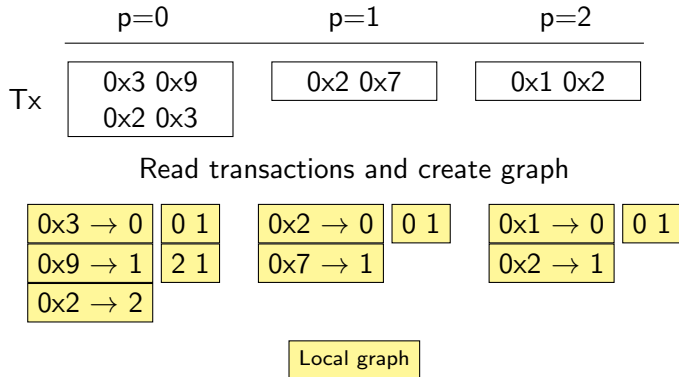 p=0 p=1 p=2
Tx 0x3 0x9 0x2 0x7 0x1 0x2
0x2 0x3
Read transactions and create graph
0x3 → 0 0 1 0x2 → 0 0 1 0x1 → 0 0 1
0x9 → 1 2 1 0x7 → 1 0x2 → 1
0x2 → 2
Local graph